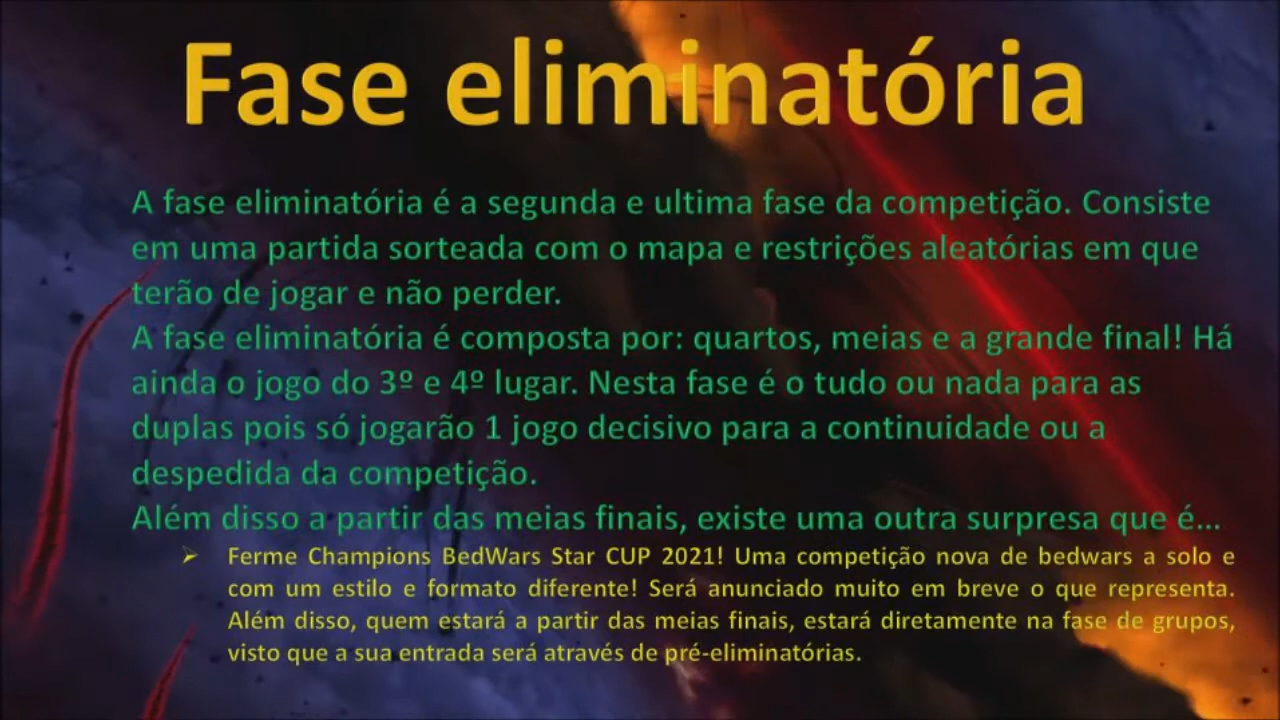 Fase eliminatória
A fase eliminatória é a segunda e ultima fase da competição. Consiste
em uma partida sorteada com o mapa e restrições aleatórias em que
terão de jogar e não perder.
A fase eliminatória é composta por: quartos, meias e a grande final! Há
ainda o jogo do 3º e 4º lugar. Nesta fase é o tudo ou nada para as
duplas pois só jogarão 1 jogo decisivo para a continuidade ou a
despedida da competição.
Além disso a partir das meias finais, existe uma outra surpresa que é...
➢ Ferme Champions BedWars Star CUP 2021! Uma competição nova de bedwars a solo e
com um estilo e formato diferente! Será anunciado muito em breve o que representa.
Além disso, quem estará a partir das meias finais, estará diretamente na fase de grupos,
visto que a sua entrada será através de pré-eliminatórias.